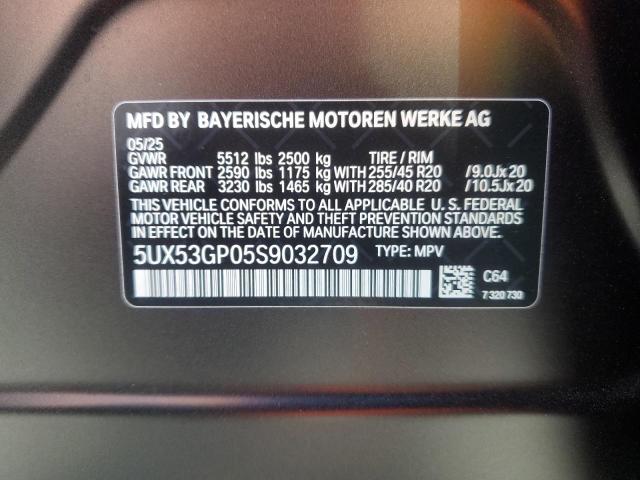 MFD BY BAYERISCHE MOTOREN WERKE AG
05/25
GVWR 5512 lbs 2500 kg TIRE / RIM
GAWR FRONT 2590 lbs 1175 kg WITH 255/45 R20 /9.0Jx20
GAWR REAR 3230 lbs 1465 kg WITH 285/40 R20 /10.5Jx20
THIS VEHICLE CONFORMS TO ALL APPLICABLE U. S. FEDERAL
MOTOR VEHICLE SAFETY AND THEFT PREVENTION STANDARDS
IN EFFECT ON THE DATE OF MANUFACTURE SHOWN ABOVE.
5UX53GP05S9032709 TYPE: MPV
C64
7 320 730